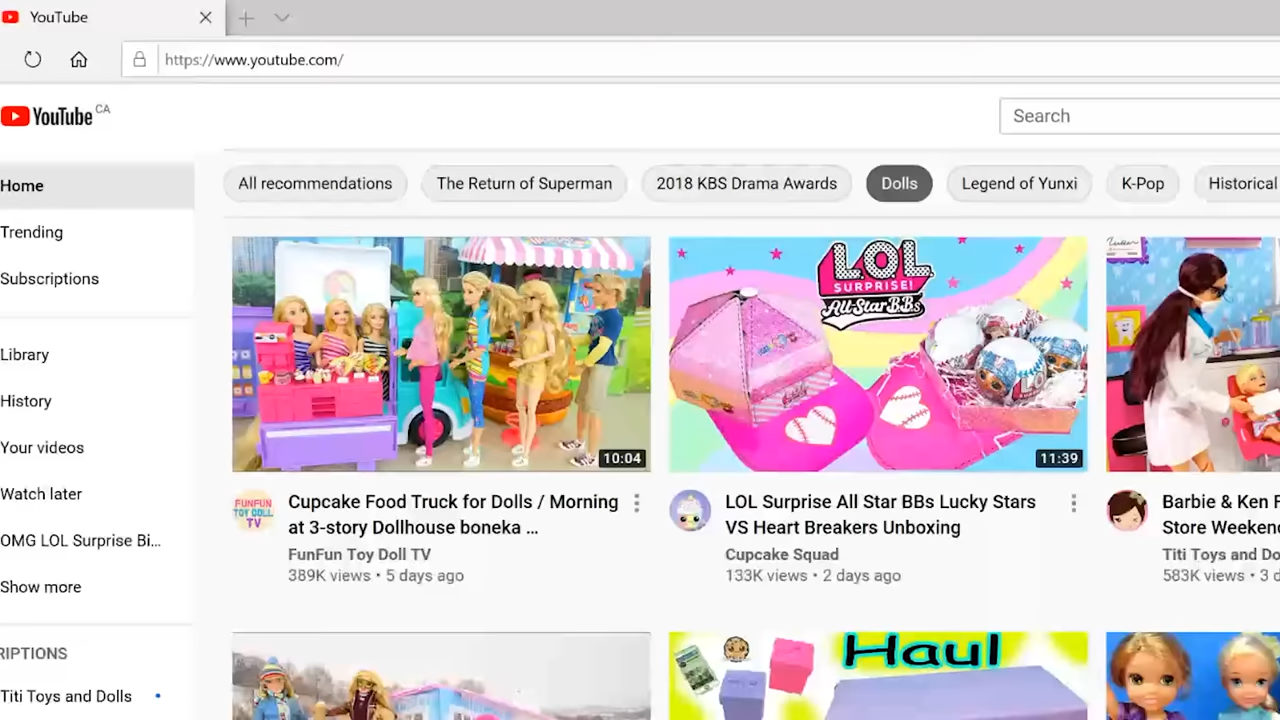 YouTube
https://www.youtube.com/
YouTube CA
Search
Home
Trending
Subscriptions
Library
History
Your videos
Watch later
OMG LOL Surprise Bi...
Show more
RIPTIONS
Titi Toys and Dolls
All recommendations
The Return of Superman
2018 KBS Drama Awards
Dolls
Legend of Yunxi
K-Pop
Historical
10:04
Cupcake Food Truck for Dolls / Morning
at 3-story Dollhouse boneka ...
FunFun Toy Doll TV
389K views • 5 days ago
FUNFUN
TOY DOLL
TV
LOL
SURPRISE!
All-Star BBs
11:39
LOL Surprise All Star BBs Lucky Stars
VS Heart Breakers Unboxing
Cupcake Squad
133K views • 2 days ago
Barbie & Ken F
Store Weekend
Titi Toys and Do
583K views • 3 d
Haul